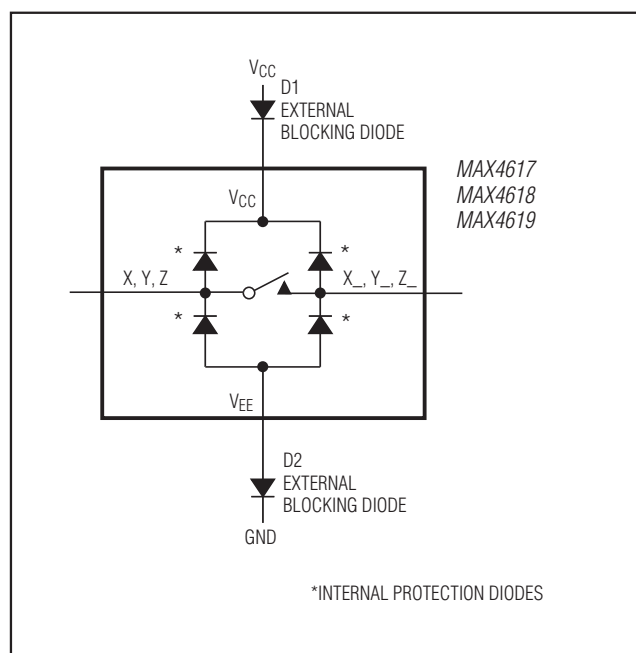 VCC
D1
EXTERNAL
BLOCKING DIODE
MAX4617
MAX4618
MAX4619
VCC
* *
X, Y, Z X_, Y_, Z_
* *
VEE
D2
EXTERNAL
BLOCKING DIODE
GND
*INTERNAL PROTECTION DIODES